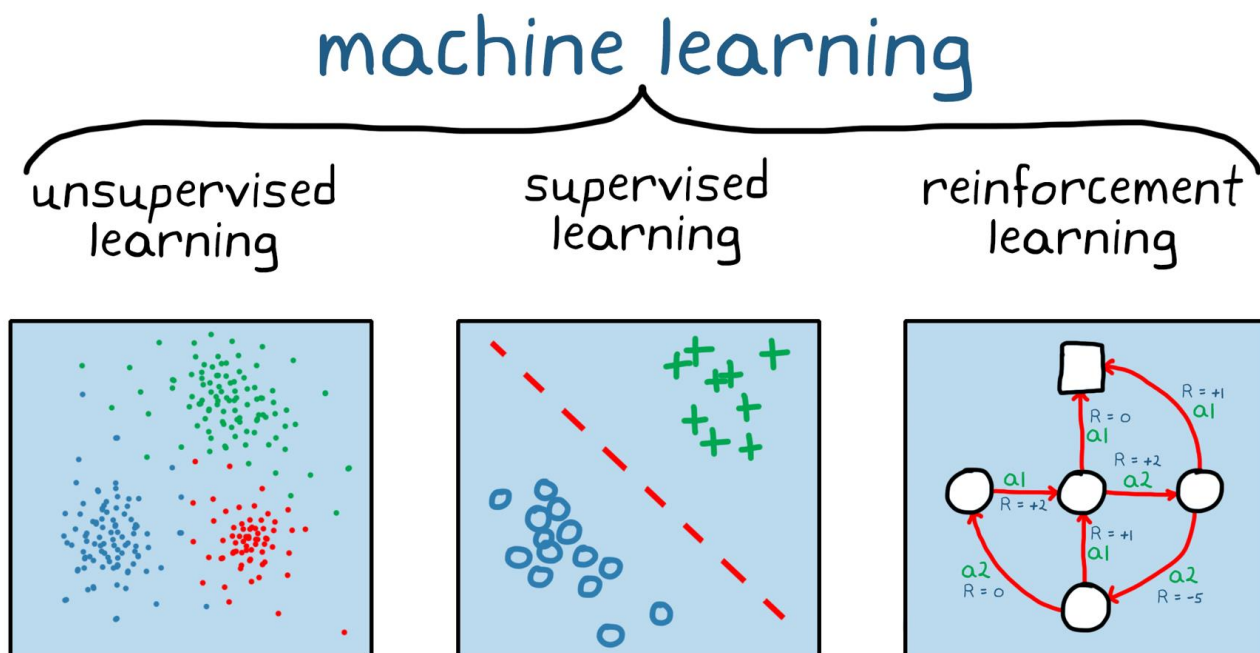 machine learning
unsupervised
learning
supervised
learning
reinforcement
learning
R = +1
a1
R = 0
a1
R = +2
a2
a1
R = +2
R = +1
a1
a2
R = 0
a2
R = -5